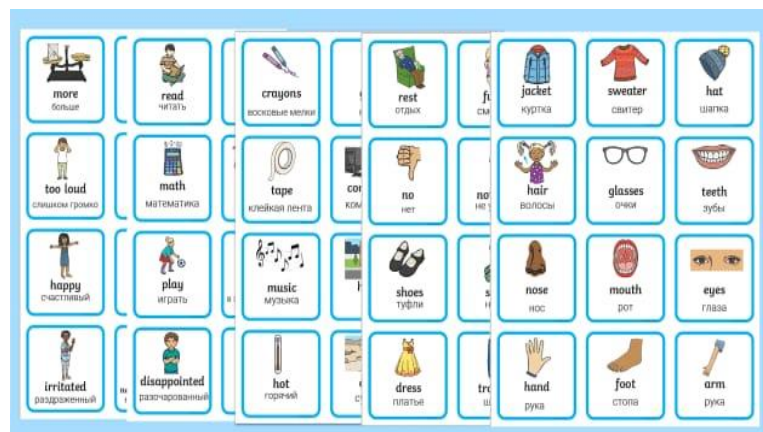 more
больше
too loud
слишком громко
happy
счастливый
irritated
раздраженный
read
читать
math
математика
play
играть
disappointed
разочарованный
crayons
восковые мелки
tape
клейкая лента
music
музыка
hot
горячий
rest
отдых
no
нет
shoes
туфли
dress
платье
jacket
куртка
sweater
свитер
hat
шапка
hair
волосы
glasses
очки
teeth
зубы
nose
нос
mouth
рот
eyes
глаза
hand
рука
foot
стопа
arm
рука